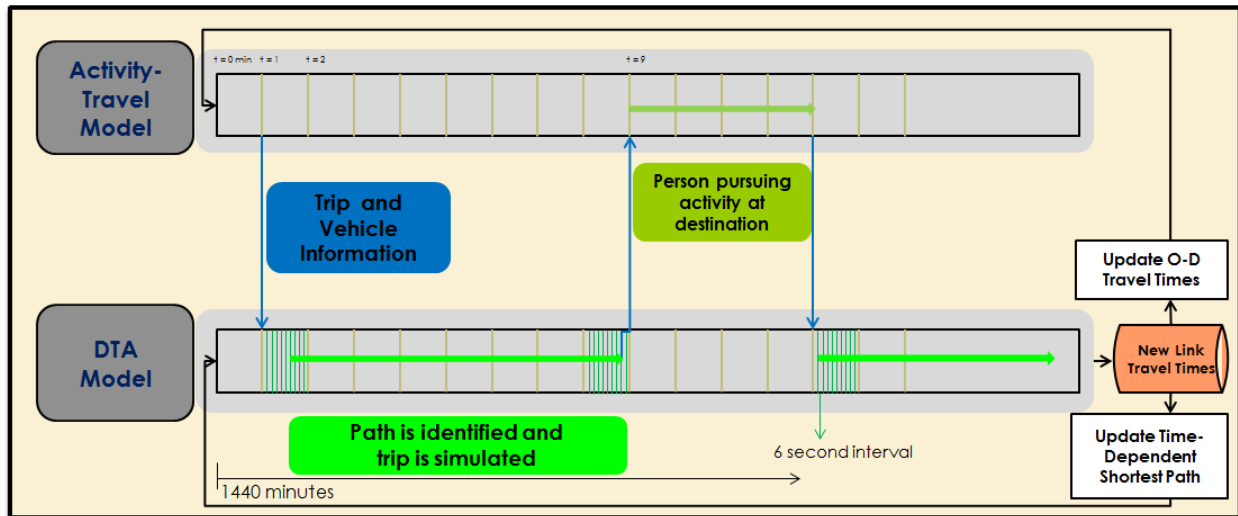 Activity-
Travel
Model
t = 0 min t = 1 t = 2 t = 9
Trip and
Vehicle
Information
Person pursuing
activity at
destination
DTA
Model
Path is identified and
trip is simulated
6 second interval
1440 minutes
Update O-D
Travel Times
New Link
Travel Times
Update Time-
Dependent
Shortest Path